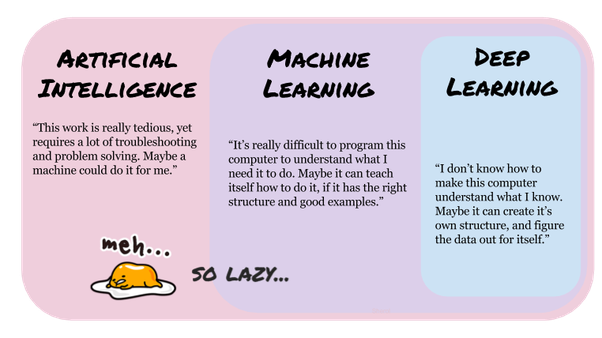 ARTIFICIAL
INTELLIGENCE
“This work is really tedious, yet
requires a lot of troubleshooting
and problem solving. Maybe a
machine could do it for me.”
MACHINE
LEARNING
“It’s really difficult to program this
computer to understand what I
need it to do. Maybe it can teach
itself how to do it, if it has the right
structure and good examples.”
DEEP
LEARNING
“I don’t know how to
make this computer
understand what I know.
Maybe it can create it’s
own structure, and figure
the data out for itself.”
meh...
SO LAZY...